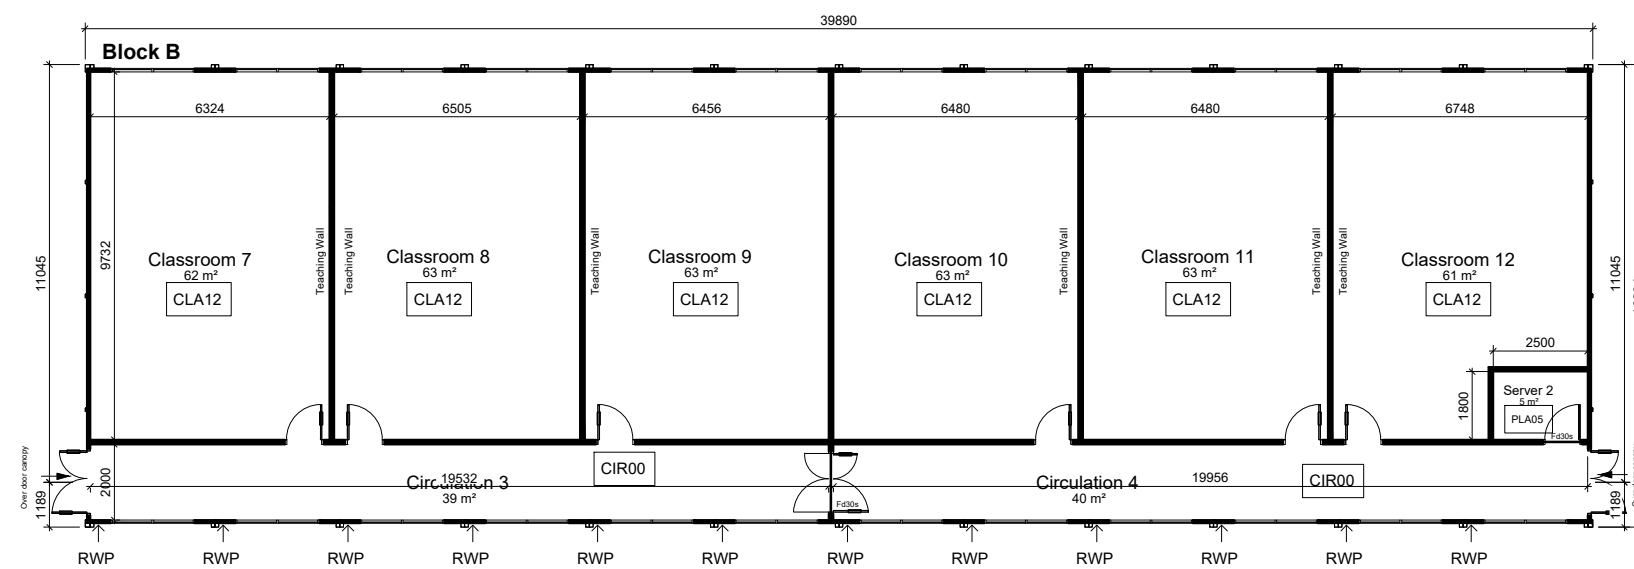 39890
Block B
6324
6505
6456
6480
6480
6748
11045
9732
11045
Teaching Wall
Teaching Wall
Teaching Wall
Teaching Wall
Teaching Wall
Teaching Wall
Classroom 7
62 m²
CLA12
Classroom 8
63 m²
CLA12
Classroom 9
63 m²
CLA12
Classroom 10
63 m²
CLA12
Classroom 11
63 m²
CLA12
Classroom 12
61 m²
CLA12
2500
1800
Server 2
5 m²
PLA05
Fd30s
Over door canopy
1189
2000
Circulation 3
19532
39 m²
CIR00
Fd30s
Circulation 4
40 m²
19956
CIR00
1189
RWP
RWP
RWP
RWP
RWP
RWP
RWP
RWP
RWP
RWP
RWP
RWP